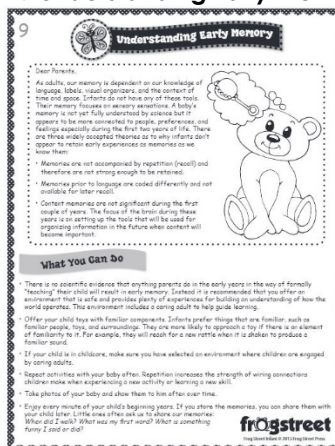 9
Understanding Early Memory
Dear Parents,
As adults, our memory is dependent on our knowledge of
language, labels, visual organizers, and the context of
time and space. Infants do not have any of these tools.
Their memory focuses on sensory sensations. A baby's
memory is not yet fully understood by science but it
appears to be more connected to people, preferences, and
feelings especially during the first two years of life. There
are three widely accepted theories as to why infants don't
appear to retain early experiences as memories as we
know them:
• Memories are not accompanied by repetition (recall) and
therefore are not strong enough to be retained.
• Memories prior to language are coded differently and not
available for later recall.
• Content memories are not significant during the first
couple of years. The focus of the brain during these
years is on setting up the tools that will be used for
organizing information in the future when content will
become important.
What You Can Do
• There is no scientific evidence that anything parents do in the early years in the way of formally
"teaching" their child will result in early memory. Instead it is recommended that you offer an
environment that is safe and provides plenty of experiences for building an understanding of how the
world operates. This environment includes a caring adult to help guide learning.
• Offer your child toys with familiar components. Infants prefer things that are familiar, such as
familiar people, toys, and surroundings. They are more likely to approach a toy if there is an element
of familiarity to it. For example, they will reach for a new rattle when it is shaken to produce a
familiar sound.
• If your child is in childcare, make sure you have selected an environment where children are engaged
by caring adults.
• Repeat activities with your baby often. Repetition increases the strength of wiring connections
children make when experiencing a new activity or learning a new skill.
• Take photos of your baby and show them to him often over time.
• Enjoy every minute of your child's beginning years. If you store the memories, you can share them with
your child later. Little ones often ask us to share our memories:
When did I walk? What was my first word? What is something
funny I said or did?
frogstreet